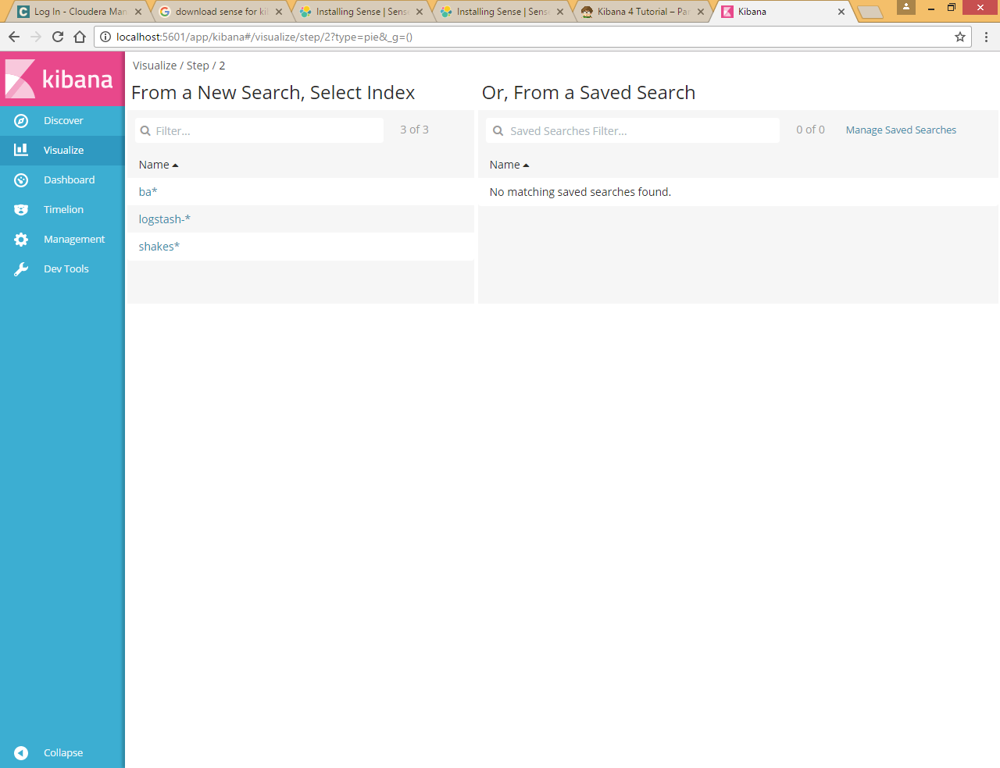 Log In - Cloudera Man
download sense for ki
Installing Sense | Sens
Installing Sense | Sens
Kibana 4 Tutorial – Par
Kibana
localhost:5601/app/kibana#/visualize/step/2?type=pie&_g=()
kibana
Discover
Visualize
Dashboard
Timelion
Management
Dev Tools
Collapse
Visualize / Step / 2
From a New Search, Select Index
Filter...
3 of 3
Name
ba*
logstash-*
shakes*
Or, From a Saved Search
Saved Searches Filter...
0 of 0
Manage Saved Searches
Name
No matching saved searches found.